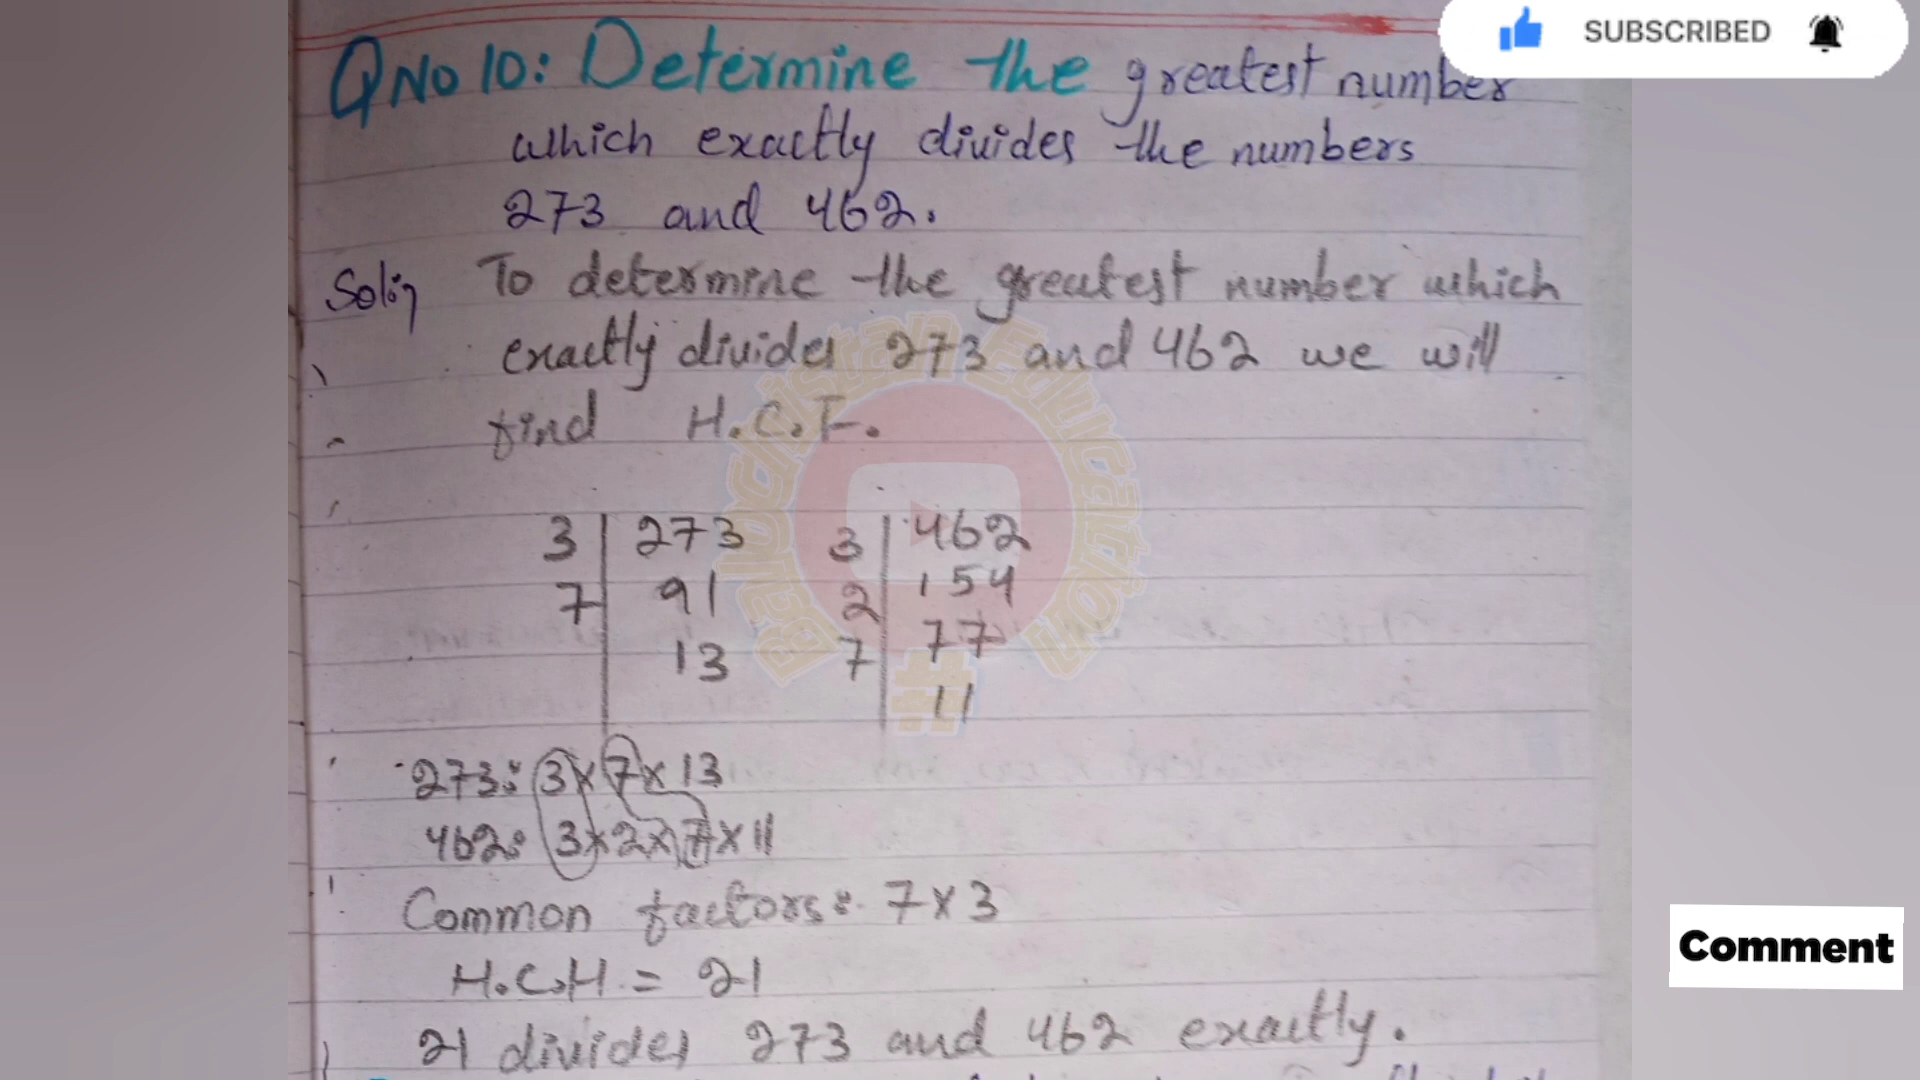 SUBSCRIBED
QNO 10: Determine the greatest number
which exactly divides the numbers
273 and 462.
Sol:
To determine the greatest number which
exactly divides 273 and 462 we will
find H.C.F.
3 | 273    3 | 462
7 | 91    2 | 154
13    7 | 77
11
273: 3×7×13
462: 3×2×7×11
Common factors: 7×3
H.C.H = 21
21 divides 273 and 462 exactly.
Comment
Balochistan Education
#